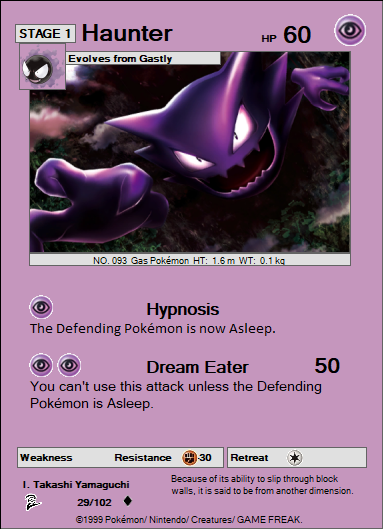 STAGE 1 Haunter HP 60
Evolves from Gastly
NO. 093 Gas Pokémon HT: 1.6 m WT: 0.1 kg
Hypnosis
The Defending Pokémon is now Asleep.
Dream Eater 50
You can't use this attack unless the Defending
Pokémon is Asleep.
Weakness Resistance -30 Retreat
I. Takashi Yamaguchi
29/102
Because of its ability to slip through block
walls, it is said to be from another dimension.
©1999 Pokémon/ Nintendo/ Creatures/ GAME FREAK.